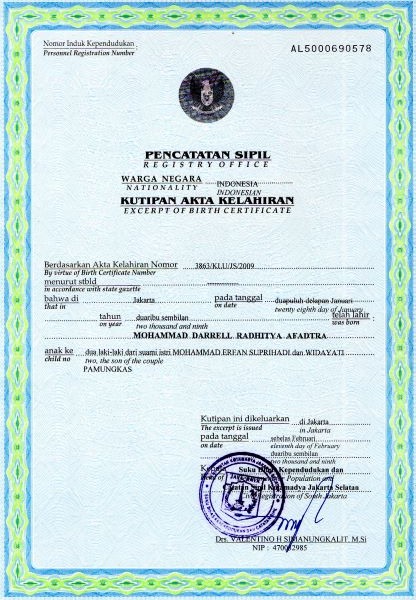 Nomor Induk Kependudukan
Personnel Registration Number
AL5000690578
PENCATATAN SIPIL
REGISTRY OFFICE
WARGA NEGARA INDONESIA
NATIONALITY INDONESIAN
KUTIPAN AKTA KELAHIRAN
EXCERPT OF BIRTH CERTIFICATE
Berdasarkan Akta Kelahiran Nomor 3863/KLU/JS/2009
By virtue of Birth Certificate Number
menurut stbld
in accordance with state gazette
bahwa di Jakarta pada tanggal duapuluh delapan Januari
that in on date twenty eighth day of January
tahun duaribu sembilan telah lahir
on year two thousand and ninth was born
MOHAMMAD DARRELL RADHITYA AFADTRA
anak ke dua laki-laki dari suami istri MOHAMMAD ERFAN SUPRIHADI dan WIDAYATI
child no two, the son of the couple
PAMUNGKAS
Kutipan ini dikeluarkan di Jakarta
The excerpt is issued in Jakarta
pada tanggal sebelas Februari
on date eleventh day of February
duaribu sembilan
two thousand and ninth
Suku Dinas Kependudukan dan
Population and
Catatan Sipil Kotamadya Jakarta Selatan
Civil Registration of South Jakarta
Drs. VALENTINO H SIMANUNGKALIT. M.Si
NIP : 470052985